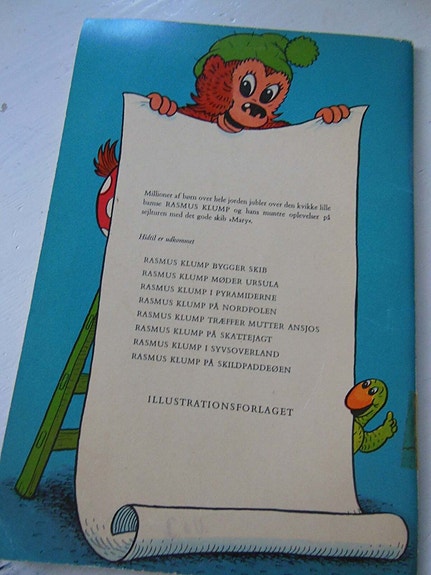 Millioner af børn over hele jorden jubler over den kvikke lille
bamse RASMUS KLUMP og hans muntre oplevelser på
sejlturen med det gode skib »Mary«.
Hidtil er udkommet
RASMUS KLUMP BYGGER SKIB
RASMUS KLUMP MØDER URSULA
RASMUS KLUMP I PYRAMIDERNE
RASMUS KLUMP PÅ NORDPOLEN
RASMUS KLUMP TRÆFFER MUTTER ANSJOS
RASMUS KLUMP PÅ SKATTEJAGT
RASMUS KLUMP I SYVSOVERLAND
RASMUS KLUMP PÅ SKILDPADDEØEN
ILLUSTRATIONSFORLAGET